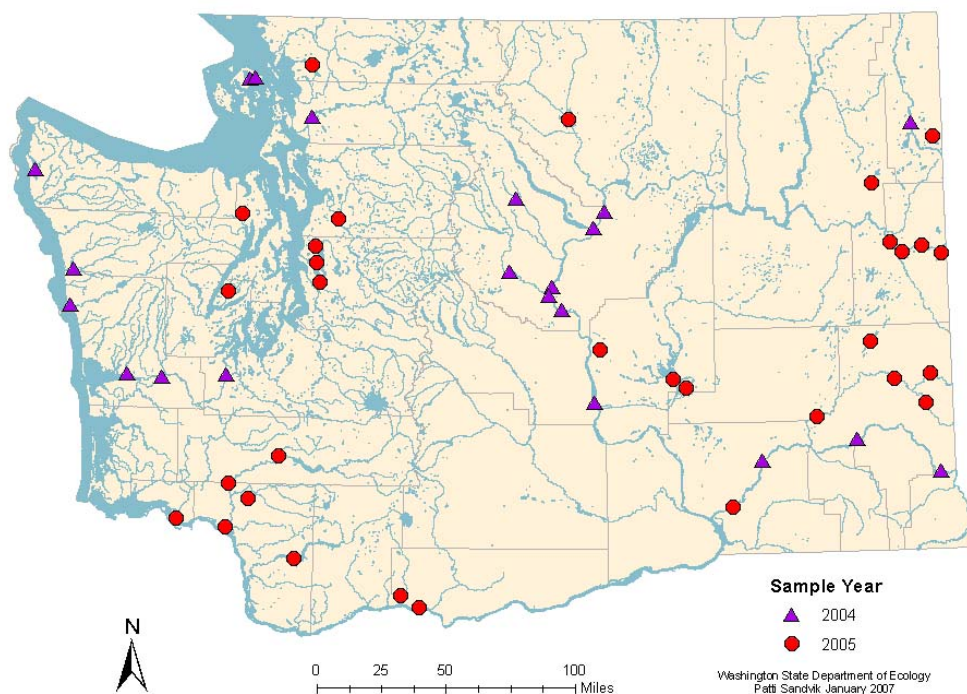 Sample Year
2004
2005
N
0 25 50 100
Miles
Washington State Department of Ecology
Patti Sandvik January 2007